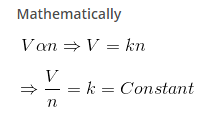 Mathematically
V α n ⇒ V = kn
⇒ V/n = k = Constant